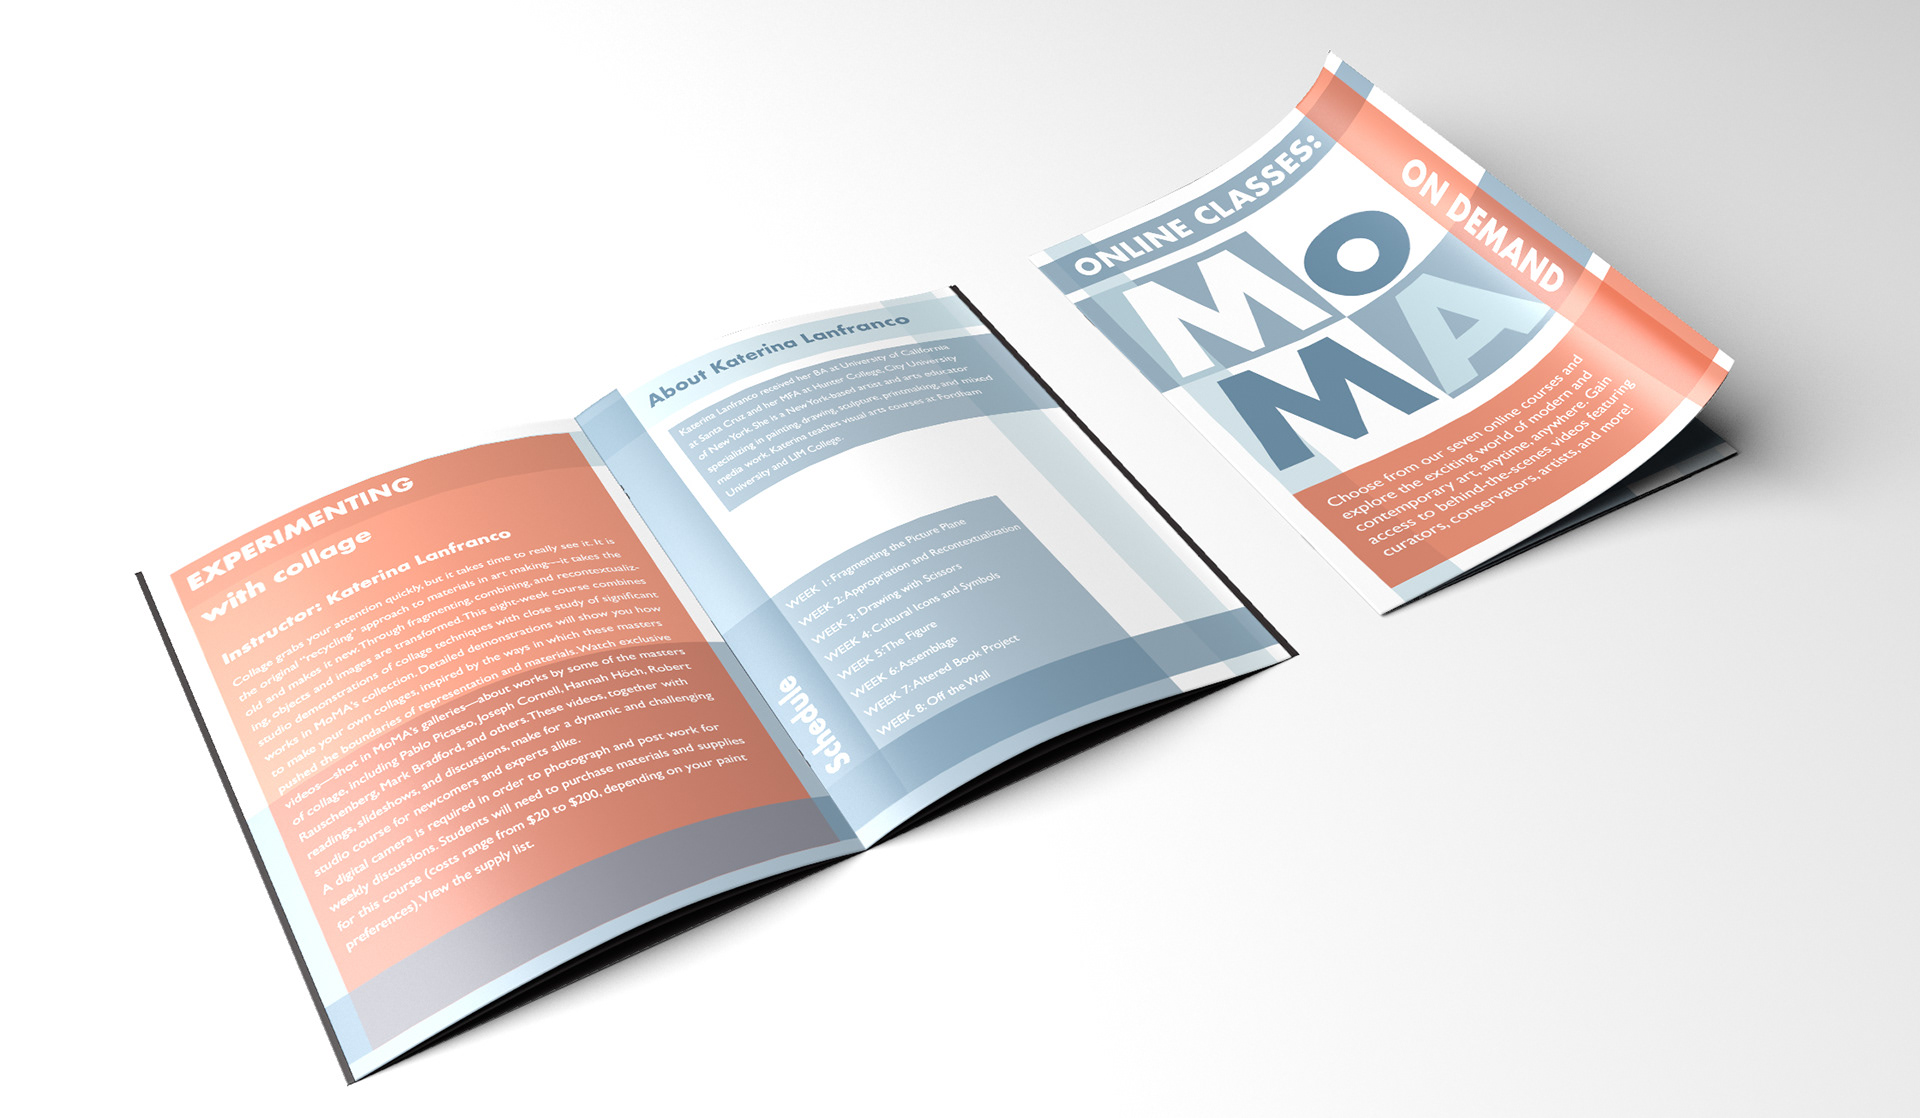 EXPERIMENTING
with collage
Instructor: Katerina Lanfranco
Collage grabs your attention quickly, but it takes time to really see it. It is
the original “recycling” approach to materials in art making—it takes the
old and makes it new. Through fragmenting, combining, and recontextualiz-
ing, objects and images are transformed. This eight-week course combines
studio demonstrations of collage techniques with close study of significant
works in MoMA's collection. Detailed demonstrations will show you how
to make your own collages, inspired by the ways in which these masters
pushed the boundaries of representation and materials. Watch exclusive
videos—shot in MoMA's galleries—about works by some of the masters
of collage, including Pablo Picasso, Joseph Cornell, Hannah Höch, Robert
Rauschenberg, Mark Bradford, and others. These videos, together with
readings, slideshows, and discussions, make for a dynamic and challenging
studio course for newcomers and experts alike.
A digital camera is required in order to photograph and post work for
weekly discussions. Students will need to purchase materials and supplies
for this course (costs range from $20 to $200, depending on your paint
preferences). View the supply list.
About Katerina Lanfranco
Katerina Lanfranco received her BA at University of California
at Santa Cruz and her MFA at Hunter College, City University
of New York. She is a New York-based artist and arts educator
specializing in painting, drawing, sculpture, printmaking, and mixed
media work. Katerina teaches visual arts courses at Fordham
University and LIM College.
Schedule
WEEK 1: Fragmenting the Picture Plane
WEEK 2: Appropriation and Recontextualization
WEEK 3: Drawing with Scissors
WEEK 4: Cultural Icons and Symbols
WEEK 5: The Figure
WEEK 6: Assemblage
WEEK 7: Altered Book Project
WEEK 8: Off the Wall
ONLINE CLASSES:
ON DEMAND
MO
MA
Choose from our seven online courses and
explore the exciting world of modern and
contemporary art, anytime, anywhere. Gain
access to behind-the-scenes videos featuring
curators, conservators, artists, and more!